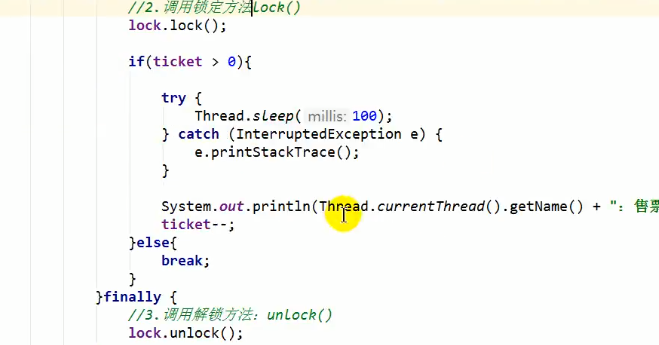 //2.调用锁定方法lock()
lock.lock();
if(ticket > 0){
try {
Thread.sleep( millis: 100);
} catch (InterruptedException e) {
e.printStackTrace();
}
System.out.println(Thread.currentThread().getName() + ": 售票
ticket--;
}else{
break;
}
}finally {
//3.调用解锁方法：unlock()
lock.unlock();